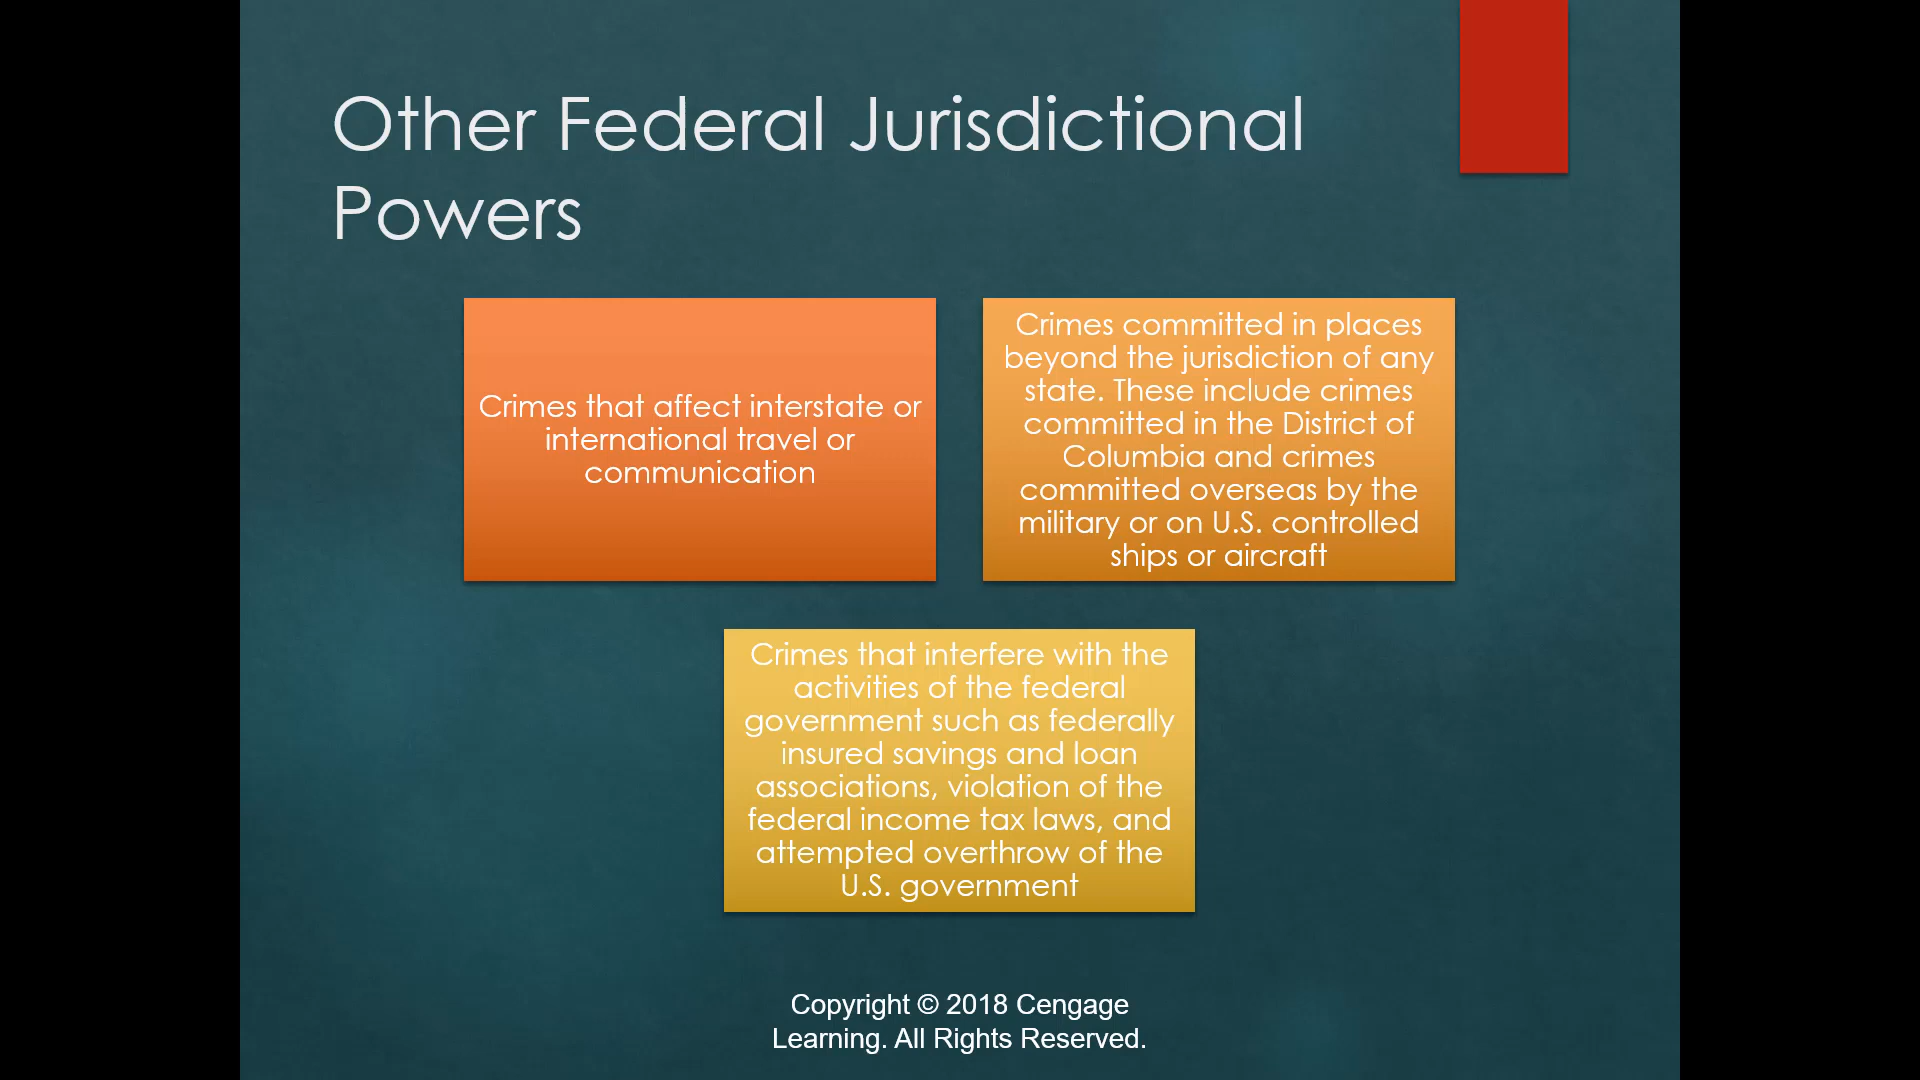 Other Federal Jurisdictional
Powers
Crimes that affect interstate or
international travel or
communication
Crimes committed in places
beyond the jurisdiction of any
state. These include crimes
committed in the District of
Columbia and crimes
committed overseas by the
military or on U.S. controlled
ships or aircraft
Crimes that interfere with the
activities of the federal
government such as federally
insured savings and loan
associations, violation of the
federal income tax laws, and
attempted overthrow of the
U.S. government
Copyright © 2018 Cengage
Learning. All Rights Reserved.